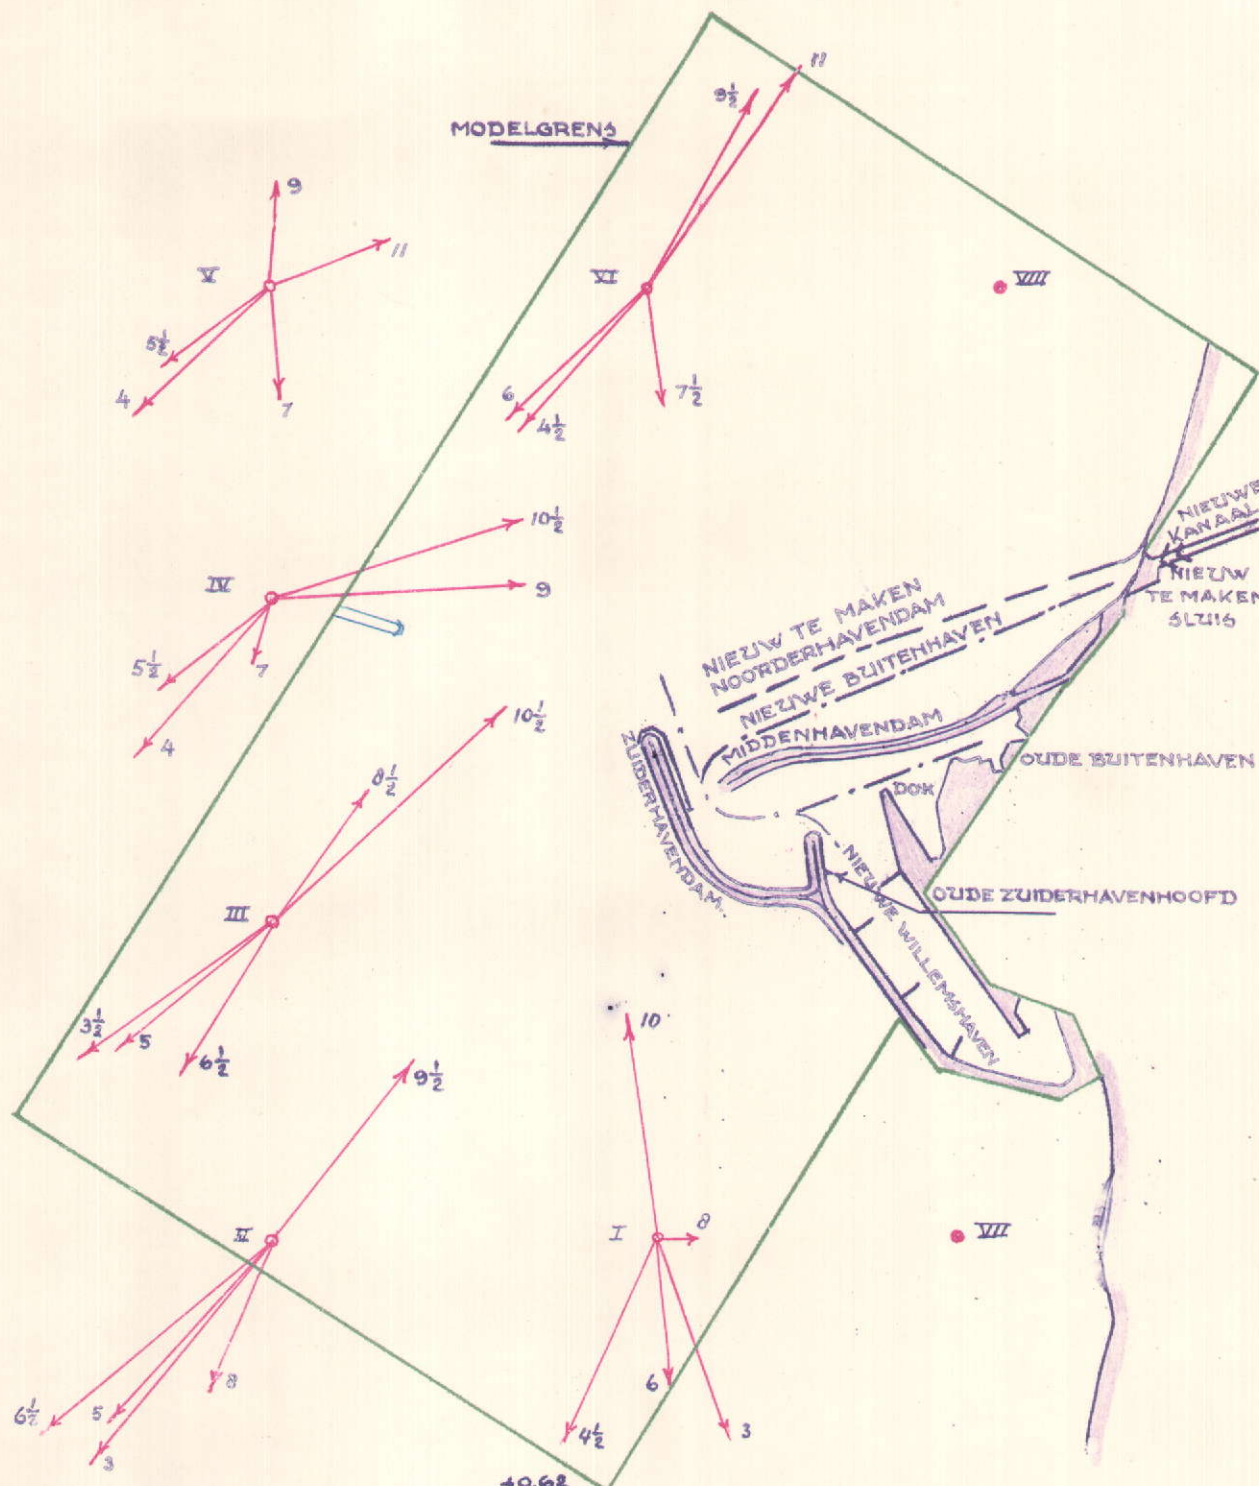 11
9½
MODELGRENS
9
11
V
VI
VIII
5½
4
7
6
4½
7½
10½
9
IV
5½
7
4
NIEUWE
KANAAL
NIEUW
TE MAKEN
SLUIS
NIEUW TE MAKEN
NOORDERHAVENDAM
NIEUWE BUITENHAVEN
MIDDENHAVENDAM
ZUIDERHAVENDAM
OUDE BUITENHAVEN
DOK
10½
8½
III
3½
5
6½
NIEUWE WILLEMSHAVEN
OUDE ZUIDERHAVENHOOFD
10
9½
II
I
8
VII
6½
5
3
8
4½
6
3